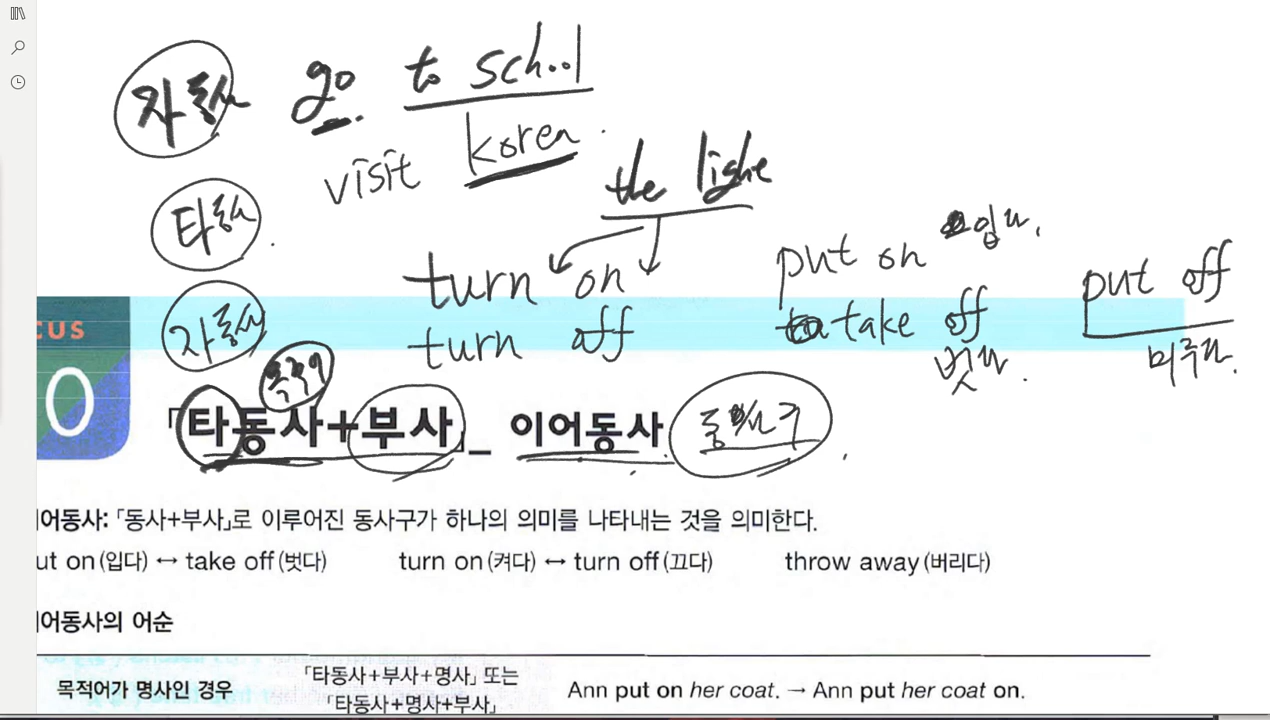 자동사 go to school
visit korea.
the light
타동사.
turn on
put on 입다.
put off
자동사
turn off
take off
벗다.
미루다.
CUS
0
목적어
「타동사+부사」_ 이어동사 동사구.
이어동사: 「동사+부사」로 이루어진 동사구가 하나의 의미를 나타내는 것을 의미한다.
ut on (입다) ↔ take off (벗다) turn on (켜다) ↔ turn off (끄다) throw away (버리다)
이어동사의 어순
목적어가 명사인 경우
「타동사+부사+명사」 또는
「타동사+명사+부사」
Ann put on her coat. → Ann put her coat on.